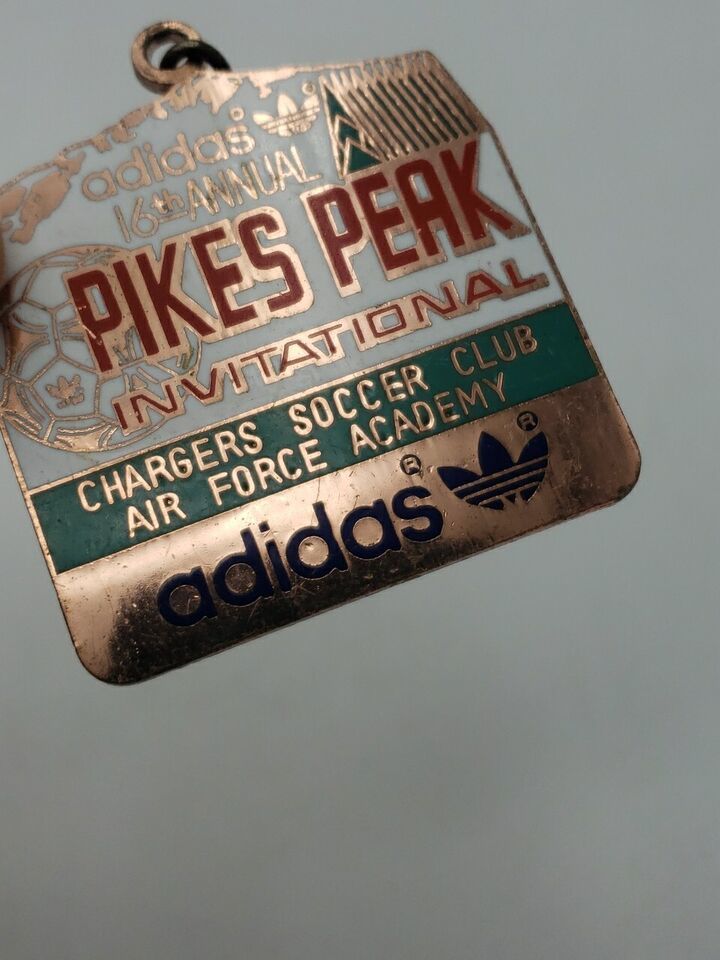 adidas®
16th ANNUAL
PIKES PEAK
INVITATIONAL
CHARGERS SOCCER CLUB
AIR FORCE ACADEMY
adidas® ®